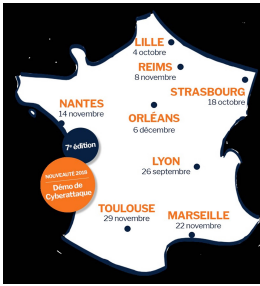 LILLE
4 octobre
REIMS
8 novembre
STRASBOURG
18 octobre
NANTES
14 novembre
ORLÉANS
6 décembre
7e édition
LYON
26 septembre
NOUVEAUTÉ 2018
Démo de
Cyberattaque
TOULOUSE
29 novembre
MARSEILLE
22 novembre